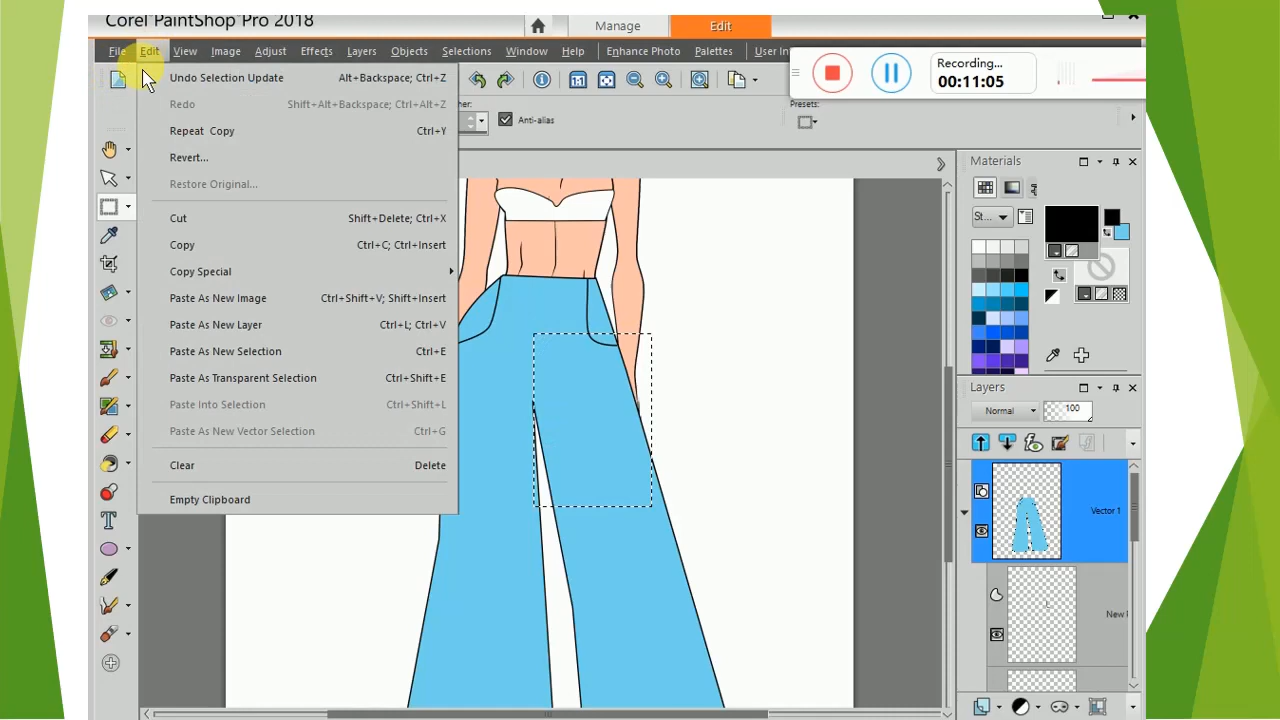 Corel PaintShop Pro 2018
Manage
Edit
File Edit View Image Adjust Effects Layers Objects Selections Window Help Enhance Photo Palettes User In
Recording...
00:11:05
Undo Selection Update Alt+Backspace; Ctrl+Z
Redo Shift+Alt+Backspace; Ctrl+Alt+Z
Repeat Copy Ctrl+Y
Revert...
Restore Original...
Cut Shift+Delete; Ctrl+X
Copy Ctrl+C; Ctrl+Insert
Copy Special
Paste As New Image Ctrl+Shift+V; Shift+Insert
Paste As New Layer Ctrl+L; Ctrl+V
Paste As New Selection Ctrl+E
Paste As Transparent Selection Ctrl+Shift+E
Paste Into Selection Ctrl+Shift+L
Paste As New Vector Selection Ctrl+G
Clear Delete
Empty Clipboard
her:
Anti-alias
Presets:
Materials
St...
Layers
Normal
100
Vector 1
New